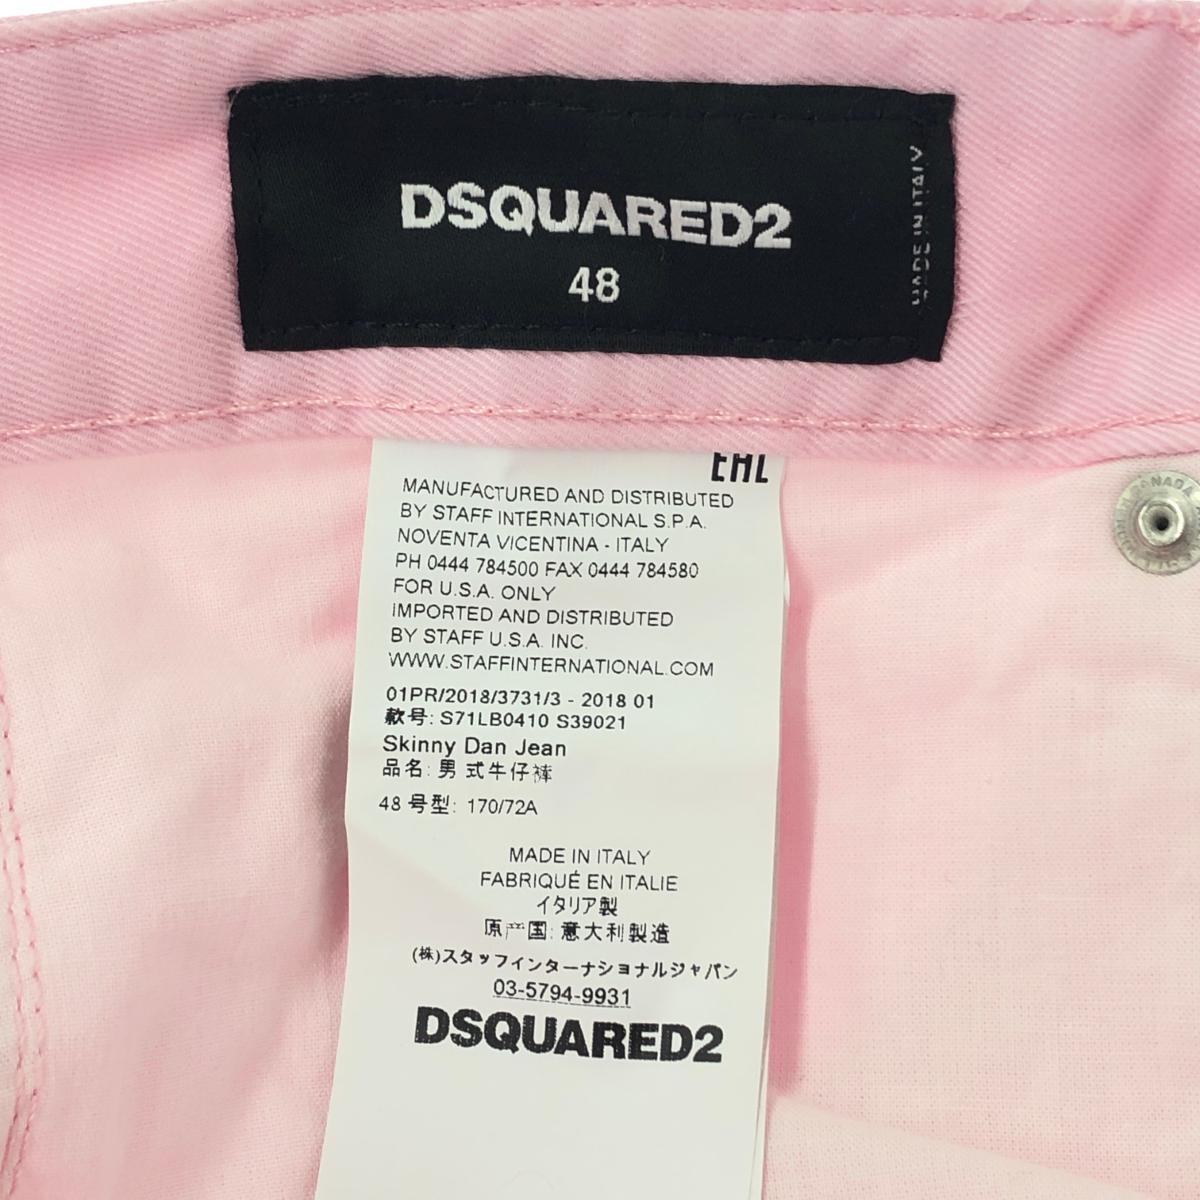 DSQUARED2
48
MADE IN ITALY
EAC
MANUFACTURED AND DISTRIBUTED
BY STAFF INTERNATIONAL S.P.A.
NOVENTA VICENTINA - ITALY
PH 0444 784500 FAX 0444 784580
FOR U.S.A. ONLY
IMPORTED AND DISTRIBUTED
BY STAFF U.S.A. INC.
WWW.STAFFINTERNATIONAL.COM
01PR/2018/3731/3 - 2018 01
款号: S71LB0410 S39021
Skinny Dan Jean
品名: 男 式牛仔裤
48 号型: 170/72A
MADE IN ITALY
FABRIQUÉ EN ITALIE
イタリア製
原产国: 意大利製造
(株)スタッフインターナショナルジャパン
03-5794-9931
DSQUARED2
CANADA